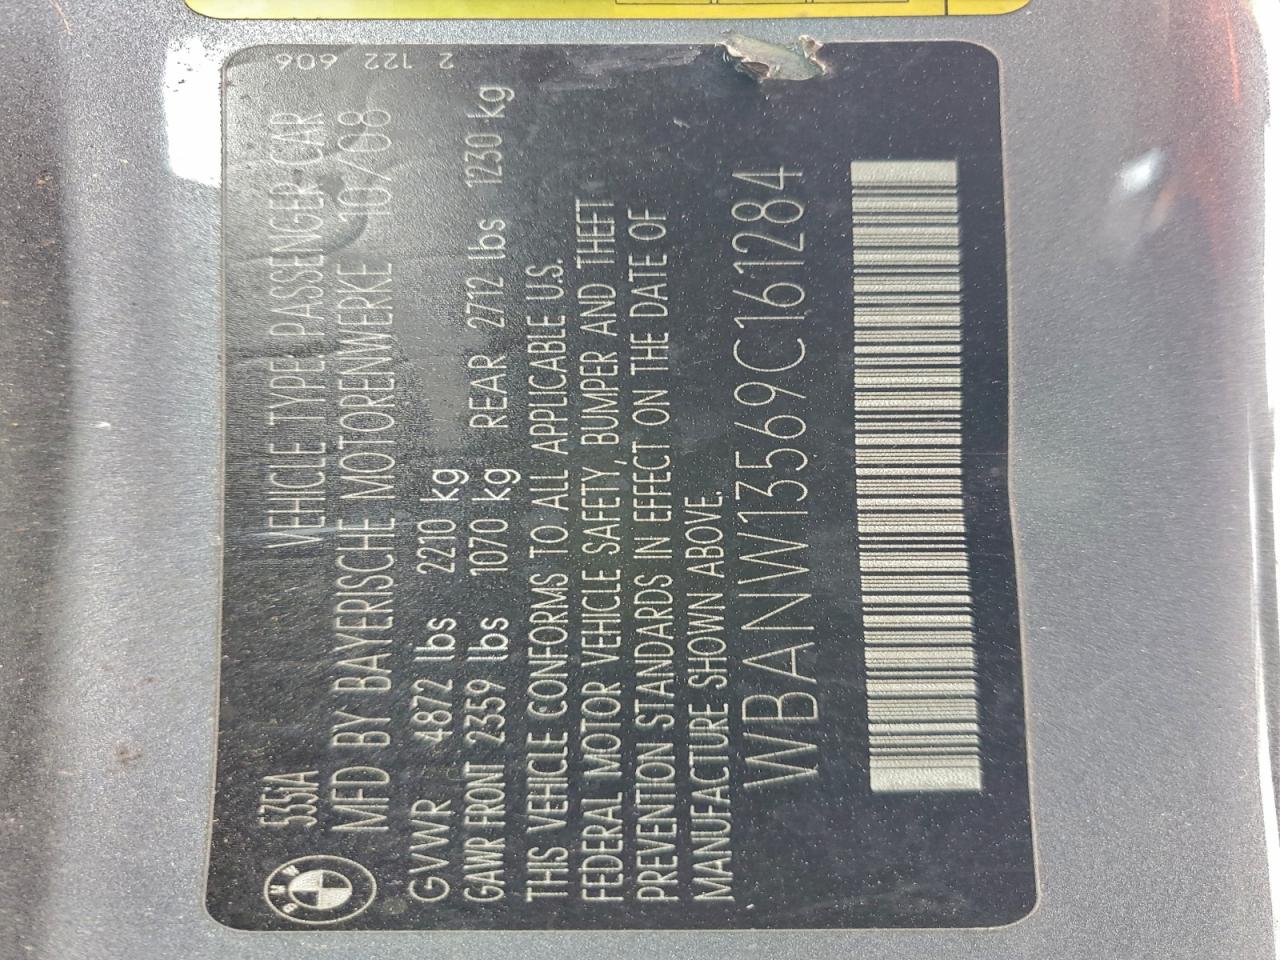 BMW
535iA VEHICLE TYPE:PASSENGER CAR
MFD BY BAYERISCHE MOTORENWERKE 10/08
GVWR 4872 lbs 2210 kg
GAWR FRONT 2359 lbs 1070 kg REAR 2712 lbs 1230 kg
THIS VEHICLE CONFORMS TO ALL APPLICABLE U.S.
FEDERAL MOTOR VEHICLE SAFETY, BUMPER AND THEFT
PREVENTION STANDARDS IN EFFECT ON THE DATE OF
MANUFACTURE SHOWN ABOVE.
WBANW13569C161284
2 122 606